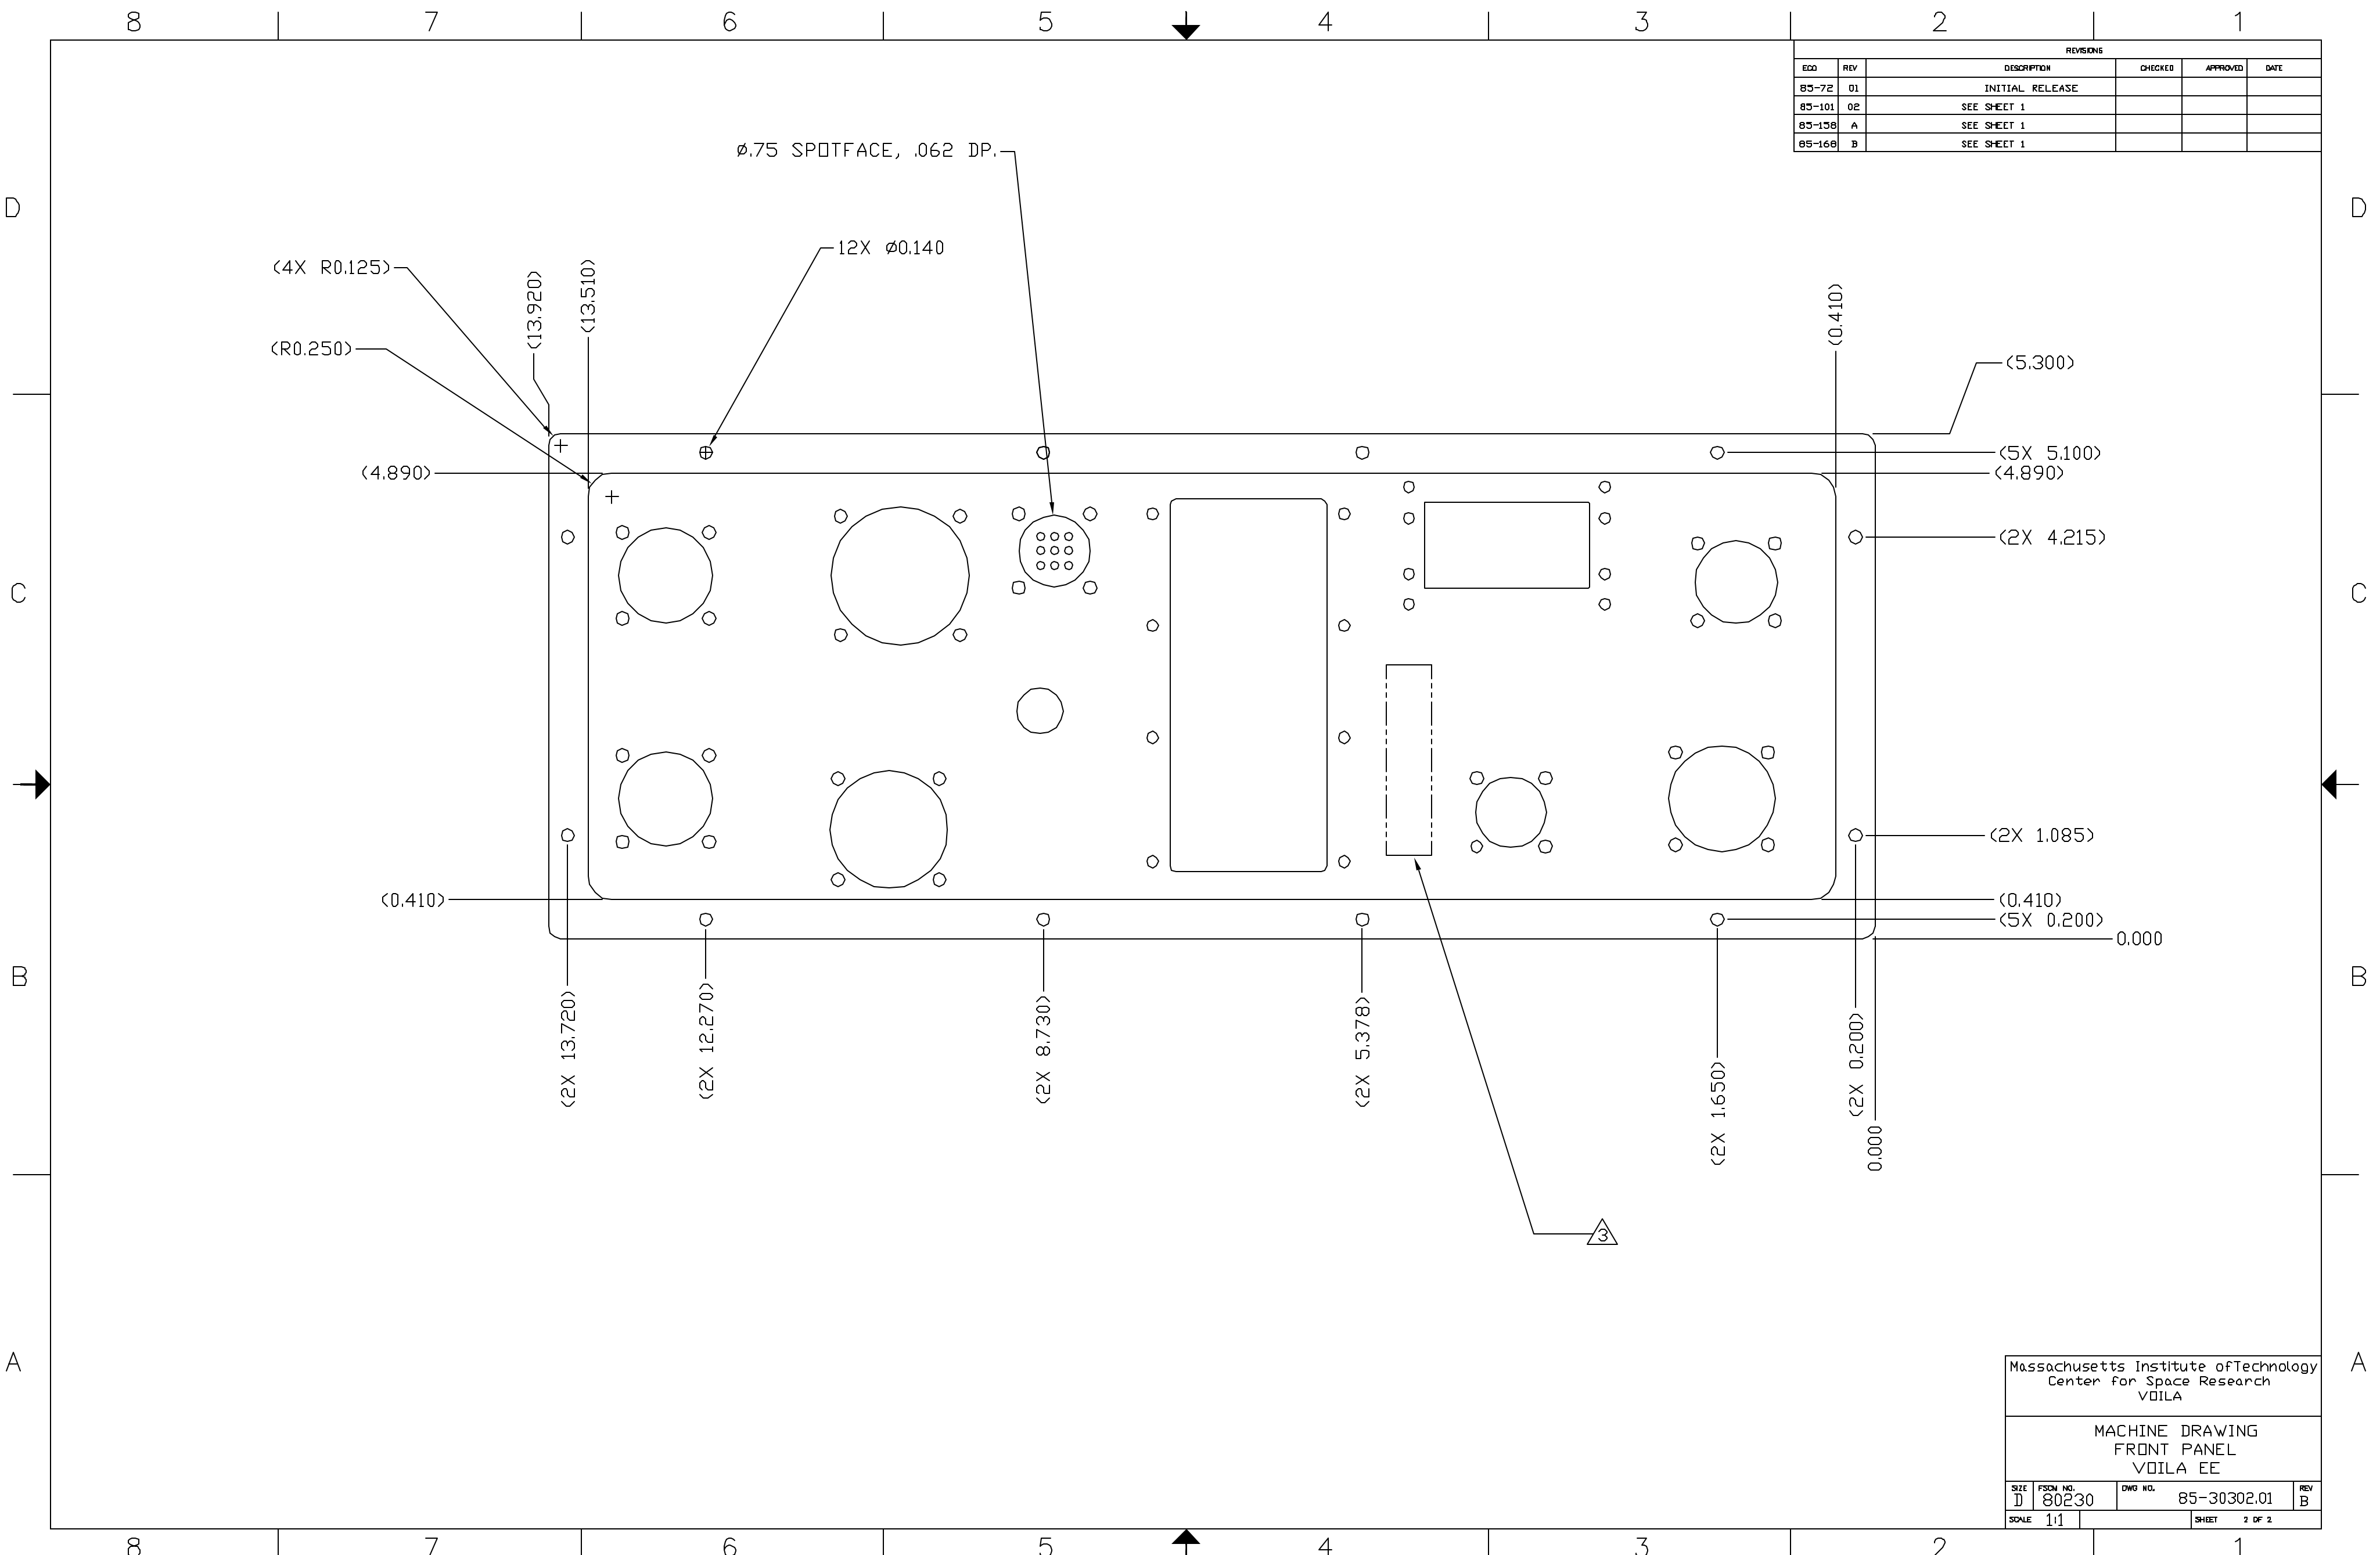 8 7 6 5 4 3 2 1
REVISIONS
ECO REV DESCRIPTION CHECKED APPROVED DATE
85-72 01 INITIAL RELEASE
85-101 02 SEE SHEET 1
85-158 A SEE SHEET 1
85-168 B SEE SHEET 1
Ø.75 SPOTFACE, .062 DP.
D D
12X Ø0.140
(4X R0.125)
(13.920)
(13.510)
(0.410)
(R0.250)
(5.300)
(5X 5.100)
(4.890)
(4.890)
(2X 4.215)
C C
(2X 1.085)
(0.410)
(0.410)
(5X 0.200)
0.000
B B
(2X 13.720)
(2X 12.270)
(2X 8.730)
(2X 5.378)
(2X 1.650)
(2X 0.200)
0.000
3
A A
Massachusetts Institute ofTechnology
Center for Space Research
VOILA
MACHINE DRAWING
FRONT PANEL
VOILA EE
SIZE FSCM NO. DWG NO. REV
D 80230 85-30302.01 B
SCALE 1:1 SHEET 2 OF 2
8 7 6 5 4 3 2 1